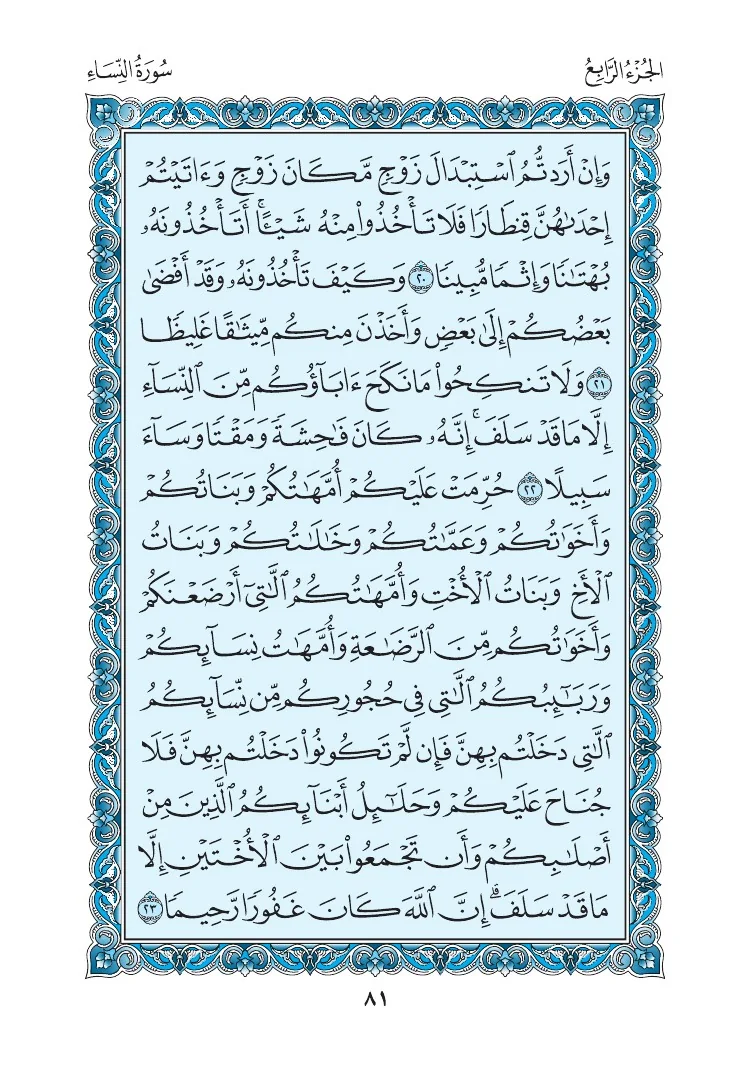 الجُزْءُ الرَّابِعُ
سُورَةُ النِّسَاءِ
وَإِنْ أَرَدتُّمُ ٱسْتِبْدَالَ زَوْجٍ مَّكَانَ زَوْجٍ وَءَاتَيْتُمْ
إِحْدَىٰهُنَّ قِنطَارًا فَلَا تَأْخُذُوا۟ مِنْهُ شَيْـًٔا ۚ أَتَأْخُذُونَهُۥ
بُهْتَـٰنًا وَإِثْمًا مُّبِينًا ٢٠ وَكَيْفَ تَأْخُذُونَهُۥ وَقَدْ أَفْضَىٰ
بَعْضُكُمْ إِلَىٰ بَعْضٍ وَأَخَذْنَ مِنكُم مِّيثَـٰقًا غَلِيظًا
٢١ وَلَا تَنكِحُوا۟ مَا نَكَحَ ءَابَآؤُكُم مِّنَ ٱلنِّسَآءِ
إِلَّا مَا قَدْ سَلَفَ ۚ إِنَّهُۥ كَانَ فَـٰحِشَةً وَمَقْتًا وَسَآءَ
سَبِيلًا ٢٢ حُرِّمَتْ عَلَيْكُمْ أُمَّهَـٰتُكُمْ وَبَنَاتُكُمْ
وَأَخَوَٰتُكُمْ وَعَمَّـٰتُكُمْ وَخَـٰلَـٰتُكُمْ وَبَنَاتُ
ٱلْأَخِ وَبَنَاتُ ٱلْأُخْتِ وَأُمَّهَـٰتُكُمُ ٱلَّـٰتِىٓ أَرْضَعْنَكُمْ
وَأَخَوَٰتُكُم مِّنَ ٱلرَّضَـٰعَةِ وَأُمَّهَـٰتُ نِسَآئِكُمْ
وَرَبَـٰٓئِبُكُمُ ٱلَّـٰتِى فِى حُجُورِكُم مِّن نِّسَآئِكُمُ
ٱلَّـٰتِى دَخَلْتُم بِهِنَّ فَإِن لَّمْ تَكُونُوا۟ دَخَلْتُم بِهِنَّ فَلَا
جُنَاحَ عَلَيْكُمْ وَحَلَـٰٓئِلُ أَبْنَآئِكُمُ ٱلَّذِينَ مِنْ
أَصْلَـٰبِكُمْ وَأَن تَجْمَعُوا۟ بَيْنَ ٱلْأُخْتَيْنِ إِلَّا
مَا قَدْ سَلَفَ ۗ إِنَّ ٱللَّهَ كَانَ غَفُورًا رَّحِيمًا ٢٣
٨١